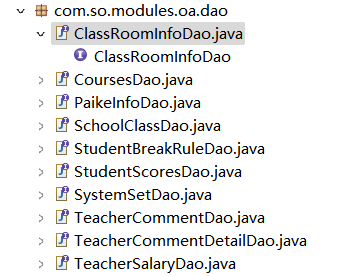 com.so.modules.oa.dao
ClassRoomInfoDao.java
ClassRoomInfoDao
CoursesDao.java
PaikeInfoDao.java
SchoolClassDao.java
StudentBreakRuleDao.java
StudentScoresDao.java
SystemSetDao.java
TeacherCommentDao.java
TeacherCommentDetailDao.java
TeacherSalaryDao.java